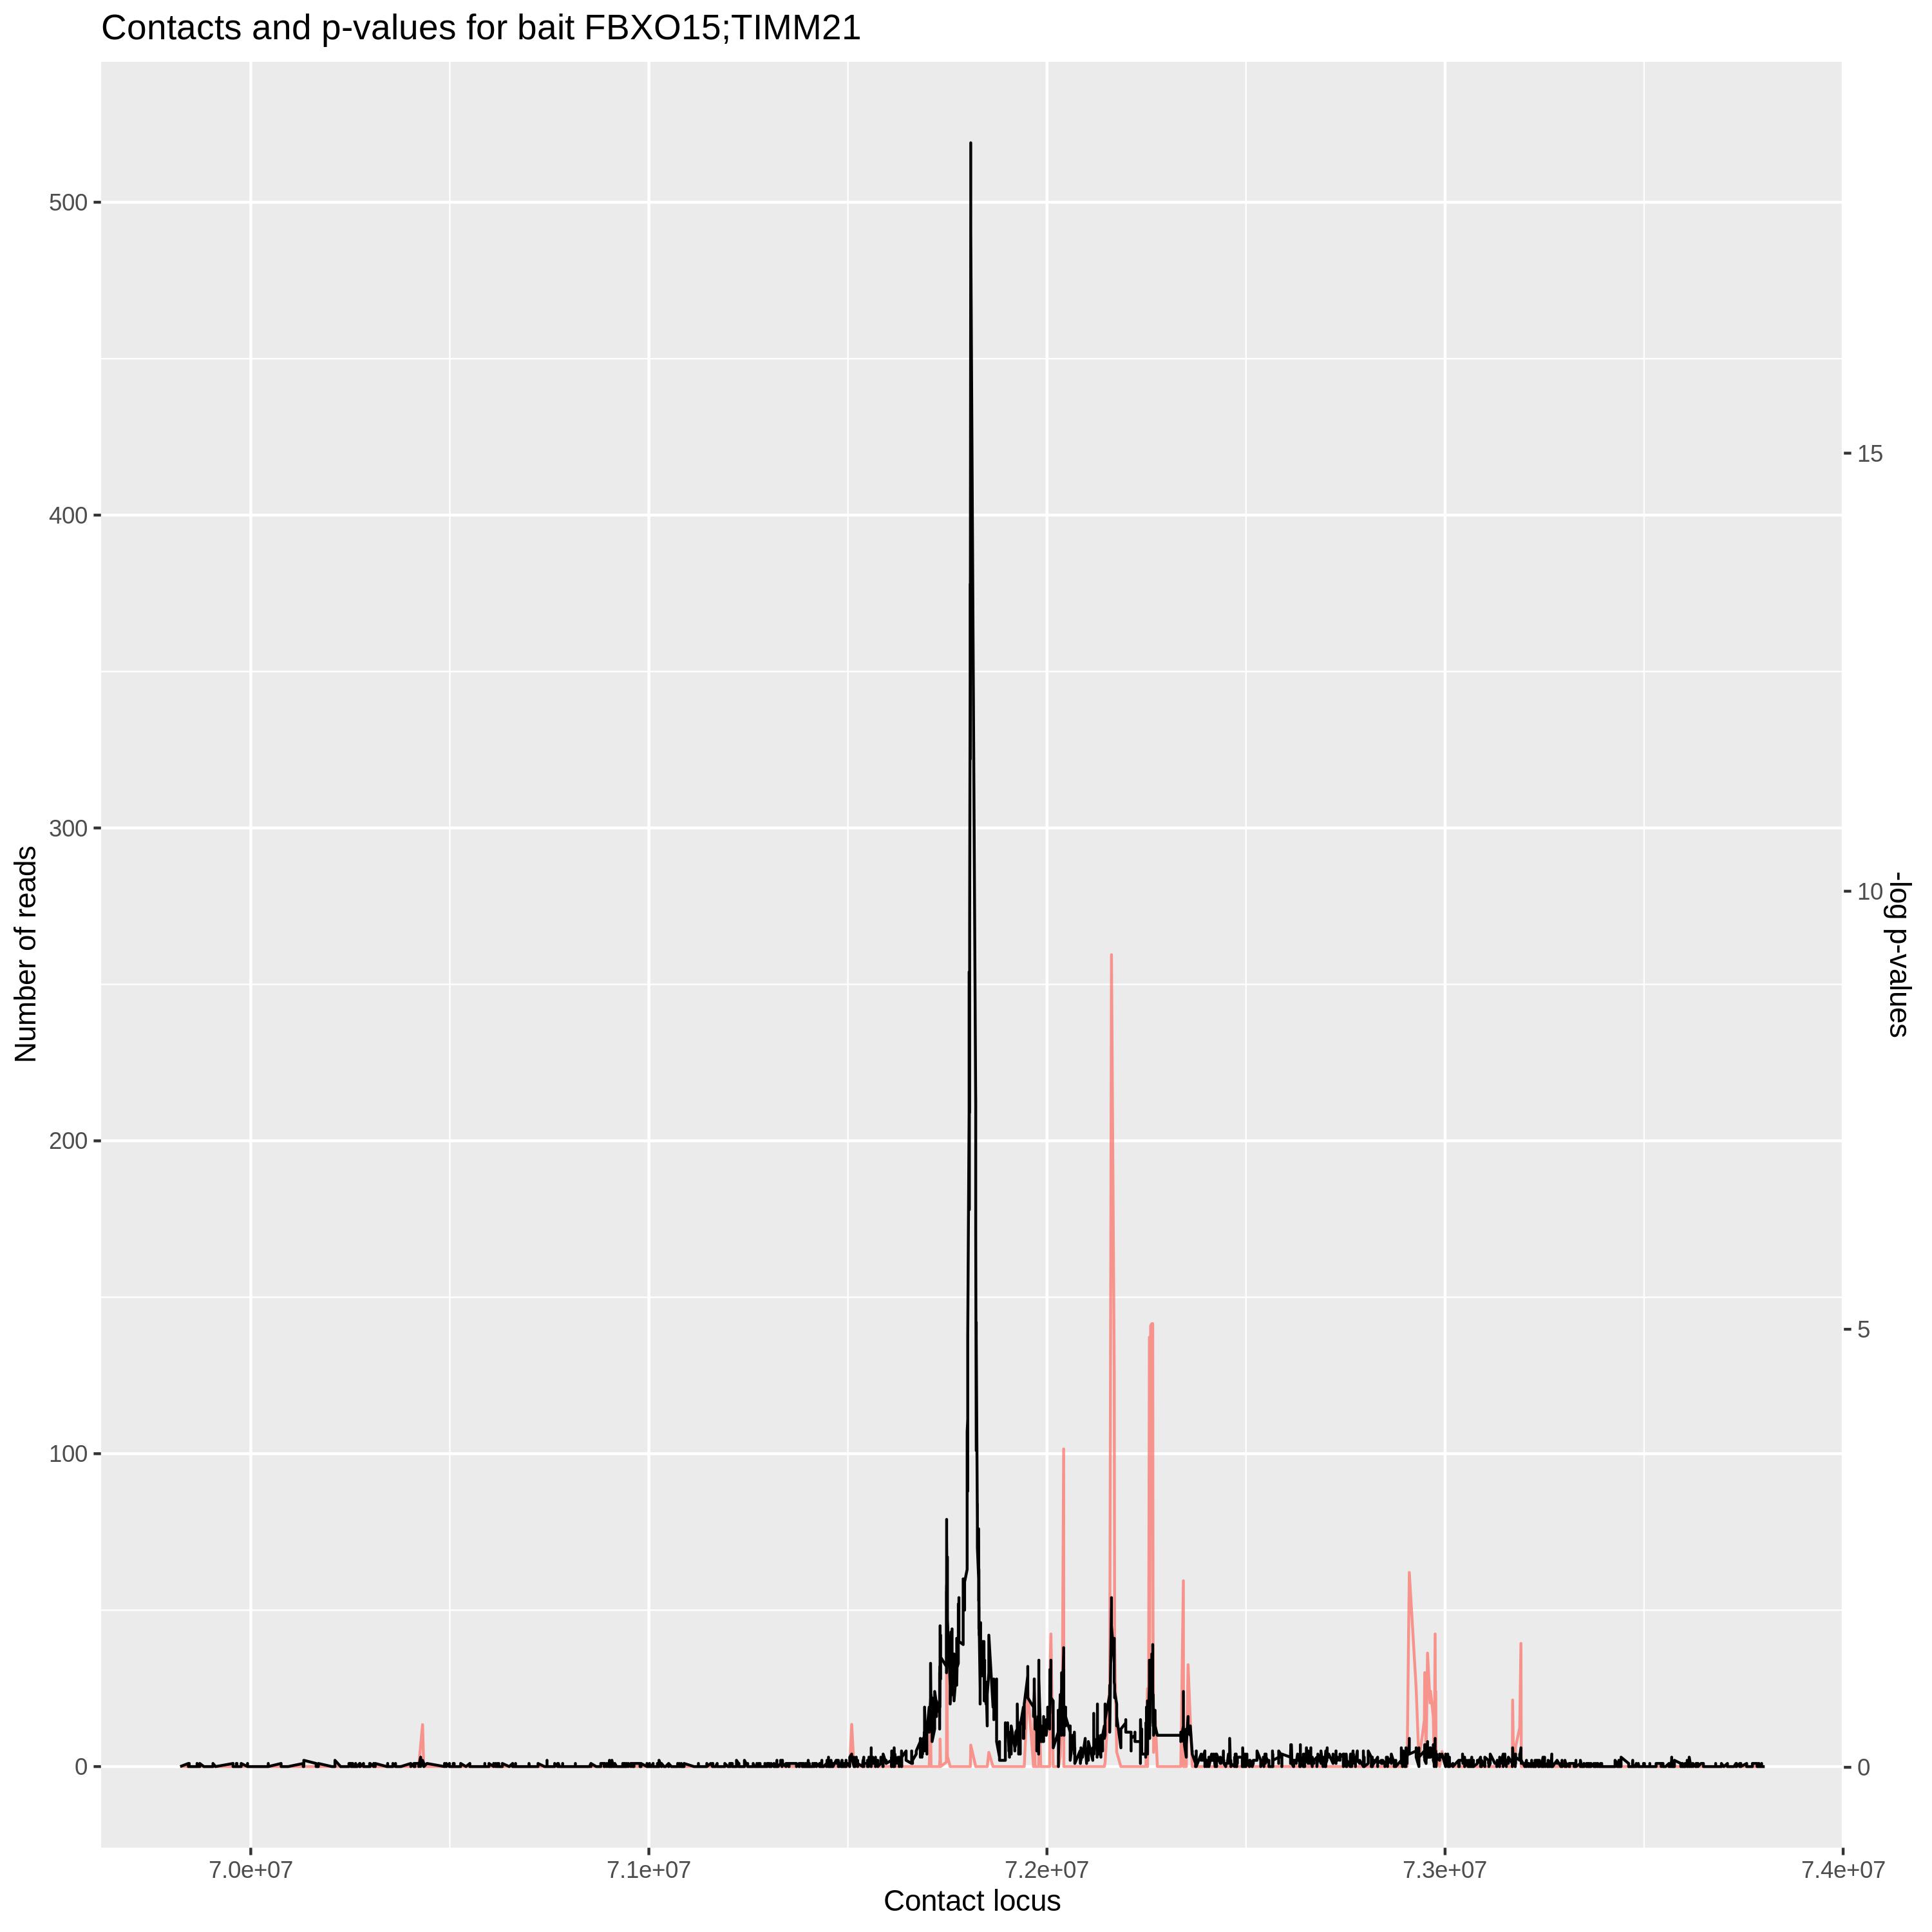 Contacts and p-values for bait FBXO15;TIMM21
Number of reads
500
400
300
200
100
0
15
10
5
0
-log p-values
7.0e+07
7.1e+07
7.2e+07
7.3e+07
7.4e+07
Contact locus